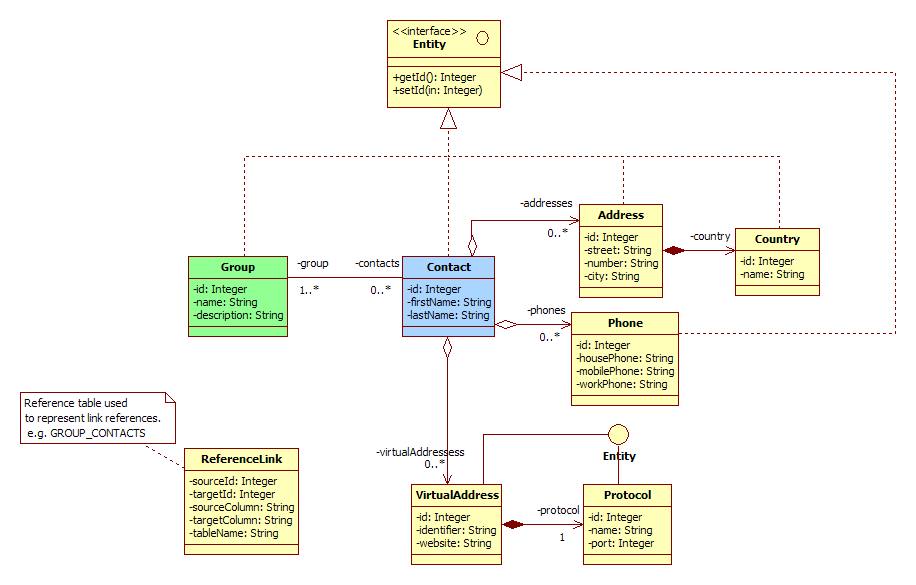 <<interface>>
Entity
+getId(): Integer
+setId(in: Integer)
-addresses
0..*
Address
-id: Integer
-street: String
-number: String
-city: String
-country
Country
-id: Integer
-name: String
Group
-id: Integer
-name: String
-description: String
-group
1..*
-contacts
0..*
Contact
-id: Integer
-firstName: String
-lastName: String
-phones
0..*
Phone
-id: Integer
-housePhone: String
-mobilePhone: String
-workPhone: String
Reference table used
to represent link references.
e.g. GROUP_CONTACTS
ReferenceLink
-sourceId: Integer
-targetId: Integer
-sourceColumn: String
-targetColumn: String
-tableName: String
-virtualAddressess
0..*
Entity
VirtualAddress
-id: Integer
-identifier: String
-website: String
-protocol
1
Protocol
-id: Integer
-name: String
-port: Integer